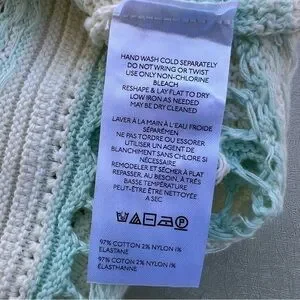 HAND WASH COLD SEPARATELY
DO NOT WRING OR TWIST
USE ONLY NON-CHLORINE
BLEACH
RESHAPE & LAY FLAT TO DRY
LOW IRON AS NEEDED
MAY BE DRY CLEANED
LAVER À LA MAIN À L'EAU FROIDE
SÉPARÉMEN
NE PAS TORDRE OU ESSORER
UTILISER UN AGENT DE
BLANCHIMENT SANS CHLORE SI
NÉCESSAIRE
REMODELER ET SÉCHER À PLAT
REPASSER, AU BESOIN, À TRÈS
BASSE TEMPÉRATURE
PEUT-ÊTRE ÊTRE NETTOYÉE
A SEC
97% COTTON 2% NYLON 1%
ELASTANE
97% COTTON 2% NYLON 1%
ÉLASTHANNE